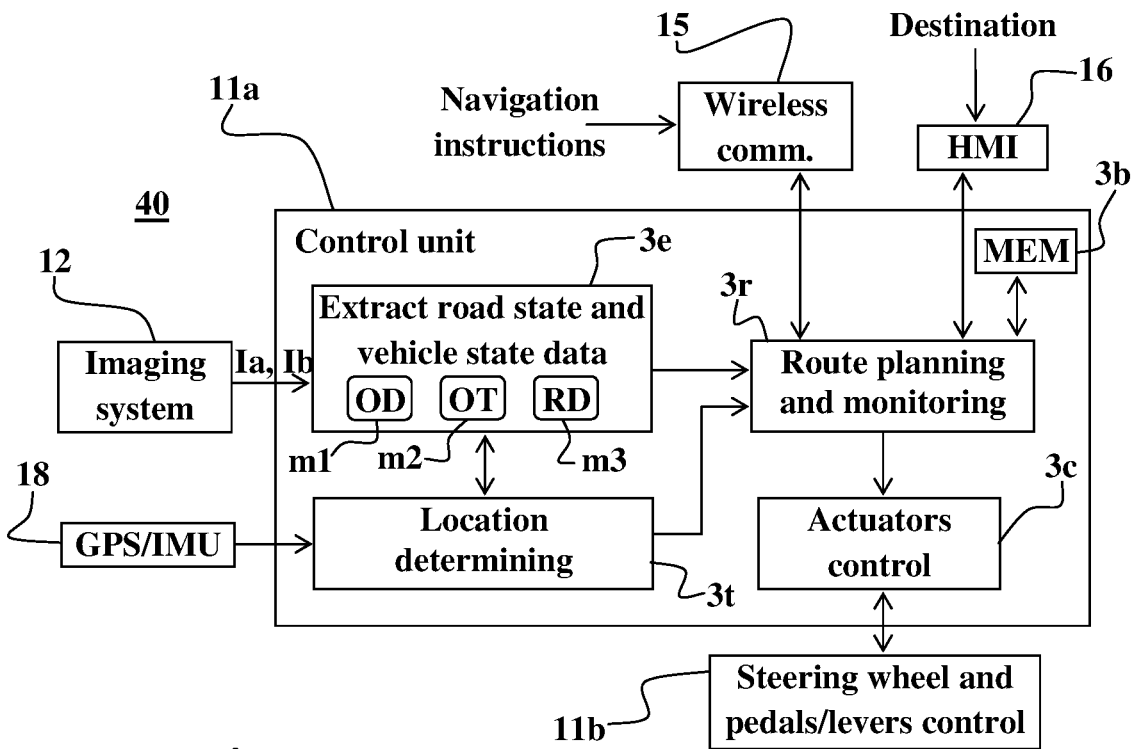 15
Destination
16
11a
Navigation
instructions
Wireless
comm.
HMI
3b
40
Control unit
3e
MEM
12
Extract road state and
vehicle state data
3r
Imaging
system
Ia, Ib
OD OT RD
Route planning
and monitoring
m1 m2 m3
18
3c
GPS/IMU
Location
determining
Actuators
control
3t
Steering wheel and
pedals/levers control
11b